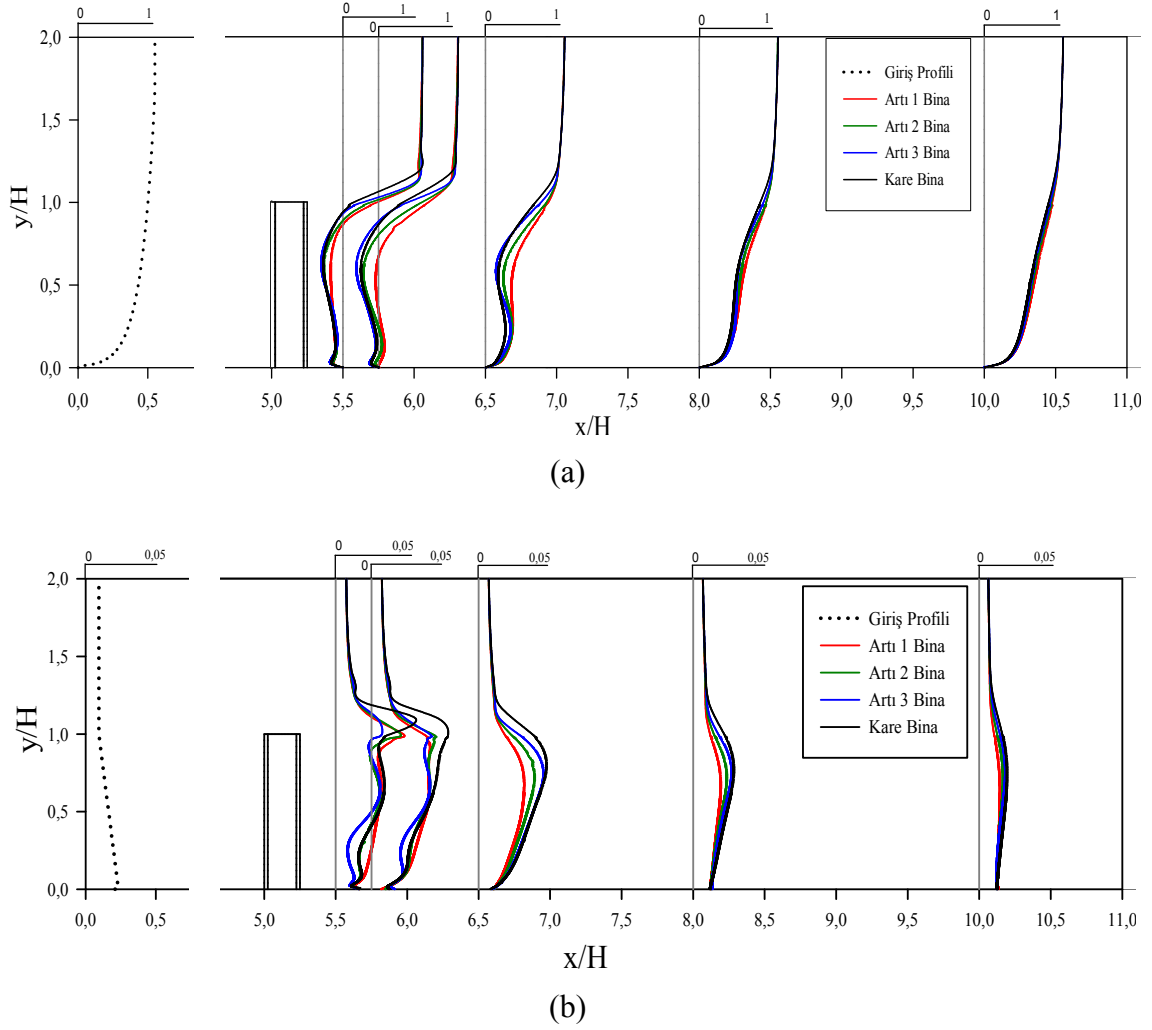 0 1 0 1 0 1 0 1 0 1 0 1
2,0
1,5
1,0
0,5
0,0
y/H
Giriş Profili
Artı 1 Bina
Artı 2 Bina
Artı 3 Bina
Kare Bina
0,0 0,5 5,0 5,5 6,0 6,5 7,0 7,5 8,0 8,5 9,0 9,5 10,0 10,5 11,0
x/H
(a)
0 0,05 0 0,05 0 0,05 0 0,05 0 0,05 0 0,05
2,0
1,5
1,0
0,5
0,0
y/H
Giriş Profili
Artı 1 Bina
Artı 2 Bina
Artı 3 Bina
Kare Bina
0,0 0,5 5,0 5,5 6,0 6,5 7,0 7,5 8,0 8,5 9,0 9,5 10,0 10,5 11,0
x/H
(b)